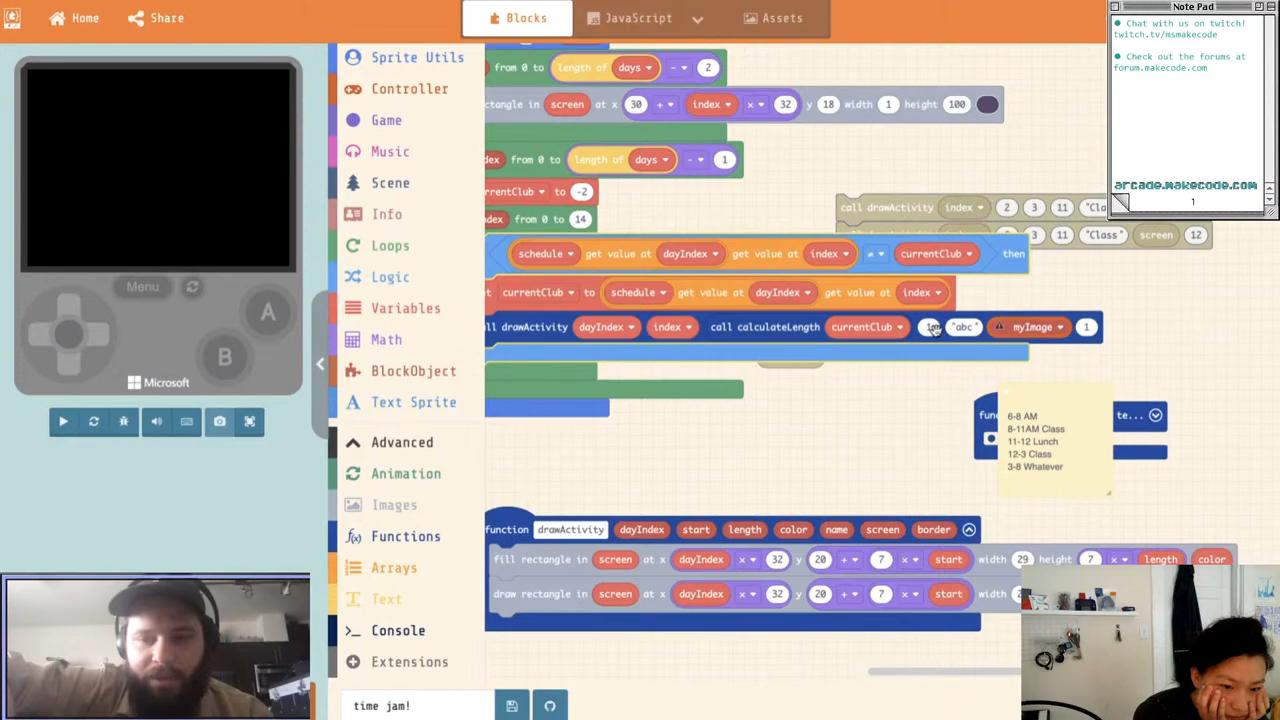 Home
Share
Blocks
JavaScript
Assets
Note Pad
Chat with us on twitch!
twitch.tv/msmakecode
Check out the forums at
forum.makecode.com
arcade.makecode.com
1
Menu
A
B
Microsoft
Sprite Utils
Controller
Game
Music
Scene
Info
Loops
Logic
Variables
Math
BlockObject
Text Sprite
Advanced
Animation
Images
Functions
Arrays
Text
Console
Extensions
time jam!
from 0 to length of days - 2
rectangle in screen at x 30 + index × 32 y 18 width 1 height 100
from 0 to length of days - 1
to -2
from 0 to 14
call drawActivity index 2 3 11
3 11 "Class" screen 12
schedule get value at dayIndex get value at index ≠ currentClub then
currentClub to schedule get value at dayIndex get value at index
drawActivity dayIndex index call calculateLength currentClub "abc" myImage 1
6-8 AM
8-11AM Class
11-12 Lunch
12-3 Class
3-8 Whatever
function drawActivity dayIndex start length color name screen border
fill rectangle in screen at x dayIndex × 32 y 20 + 7 × start width 29 height 7 × length color
draw rectangle in screen at x dayIndex × 32 y 20 + 7 × start width